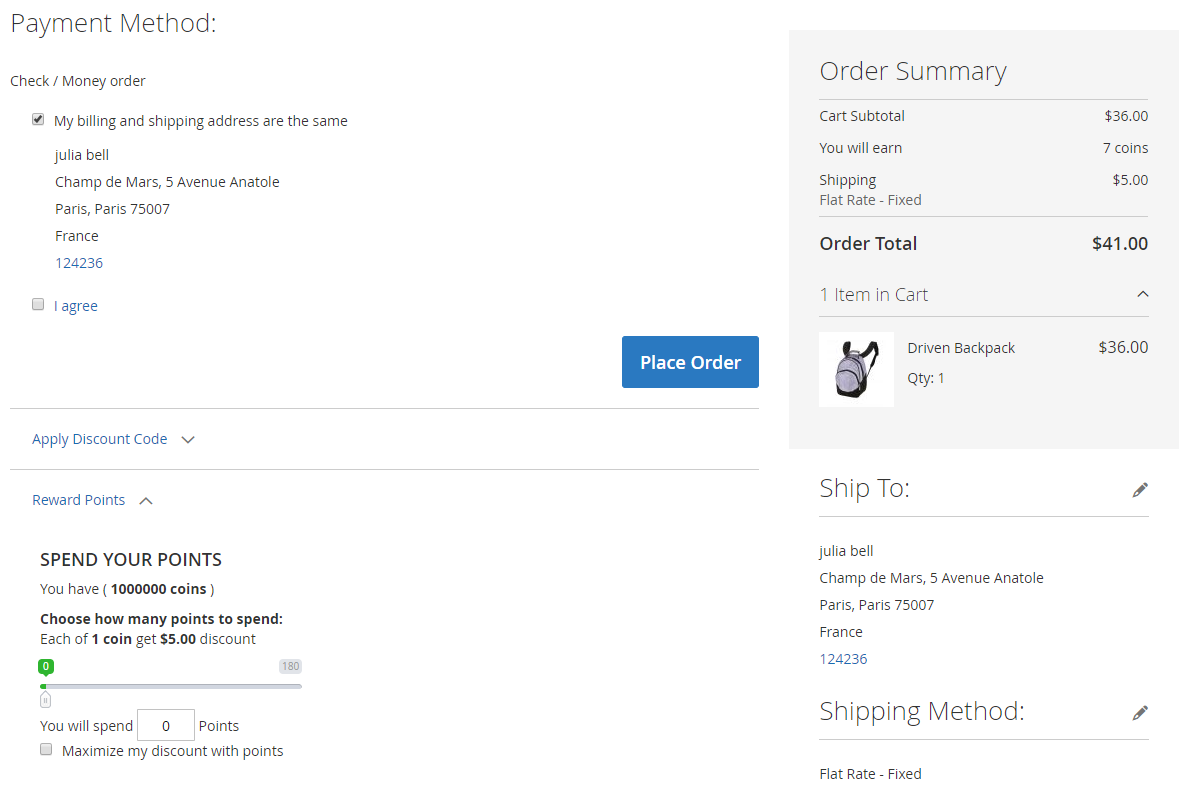 Payment Method:
Check / Money order
My billing and shipping address are the same
julia bell
Champ de Mars, 5 Avenue Anatole
Paris, Paris 75007
France
124236
I agree
Place Order
Apply Discount Code
Reward Points
SPEND YOUR POINTS
You have ( 1000000 coins )
Choose how many points to spend:
Each of 1 coin get $5.00 discount
0 180
You will spend 0 Points
Maximize my discount with points
Order Summary
Cart Subtotal $36.00
You will earn 7 coins
Shipping $5.00
Flat Rate - Fixed
Order Total $41.00
1 Item in Cart
Driven Backpack $36.00
Qty: 1
Ship To:
julia bell
Champ de Mars, 5 Avenue Anatole
Paris, Paris 75007
France
124236
Shipping Method:
Flat Rate - Fixed